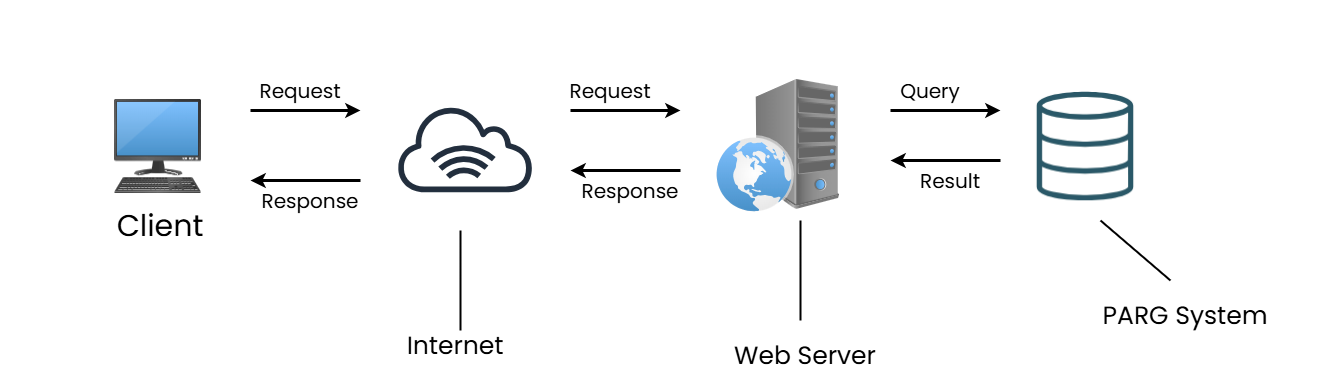 Request
Request
Query
Response
Response
Result
Client
Internet
Web Server
PARG System